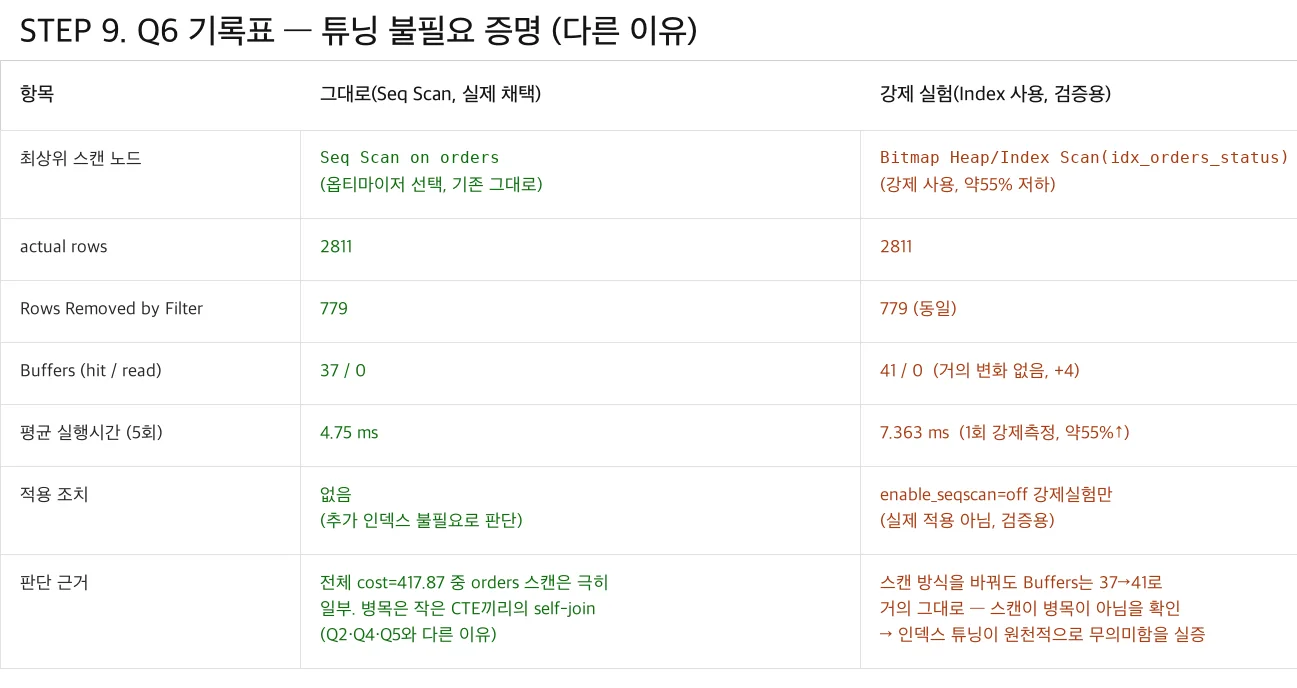 STEP 9. Q6 기록표 — 튜닝 불필요 증명 (다른 이유)
항목
그대로(Seq Scan, 실제 채택)
강제 실험(Index 사용, 검증용)
최상위 스캔 노드
Seq Scan on orders
(옵티마이저 선택, 기존 그대로)
Bitmap Heap/Index Scan(idx_orders_status)
(강제 사용, 약55% 저하)
actual rows
2811
2811
Rows Removed by Filter
779
779 (동일)
Buffers (hit / read)
37 / 0
41 / 0 (거의 변화 없음, +4)
평균 실행시간 (5회)
4.75 ms
7.363 ms (1회 강제측정, 약55%↑)
적용 조치
없음
(추가 인덱스 불필요로 판단)
enable_seqscan=off 강제실험만
(실제 적용 아님, 검증용)
판단 근거
전체 cost=417.87 중 orders 스캔은 극히
일부. 병목은 작은 CTE끼리의 self-join
(Q2·Q4·Q5와 다른 이유)
스캔 방식을 바꿔도 Buffers는 37→41로
거의 그대로 — 스캔이 병목이 아님을 확인
→ 인덱스 튜닝이 원천적으로 무의미함을 실증